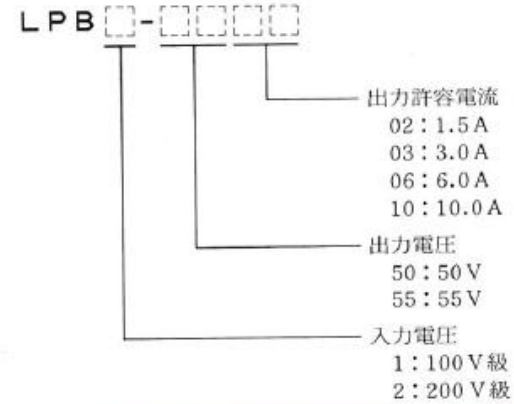 LPB□-□□□□
出力許容電流
02：1.5A
03：3.0A
06：6.0A
10：10.0A
出力電圧
50：50V
55：55V
入力電圧
1：100V級
2：200V級